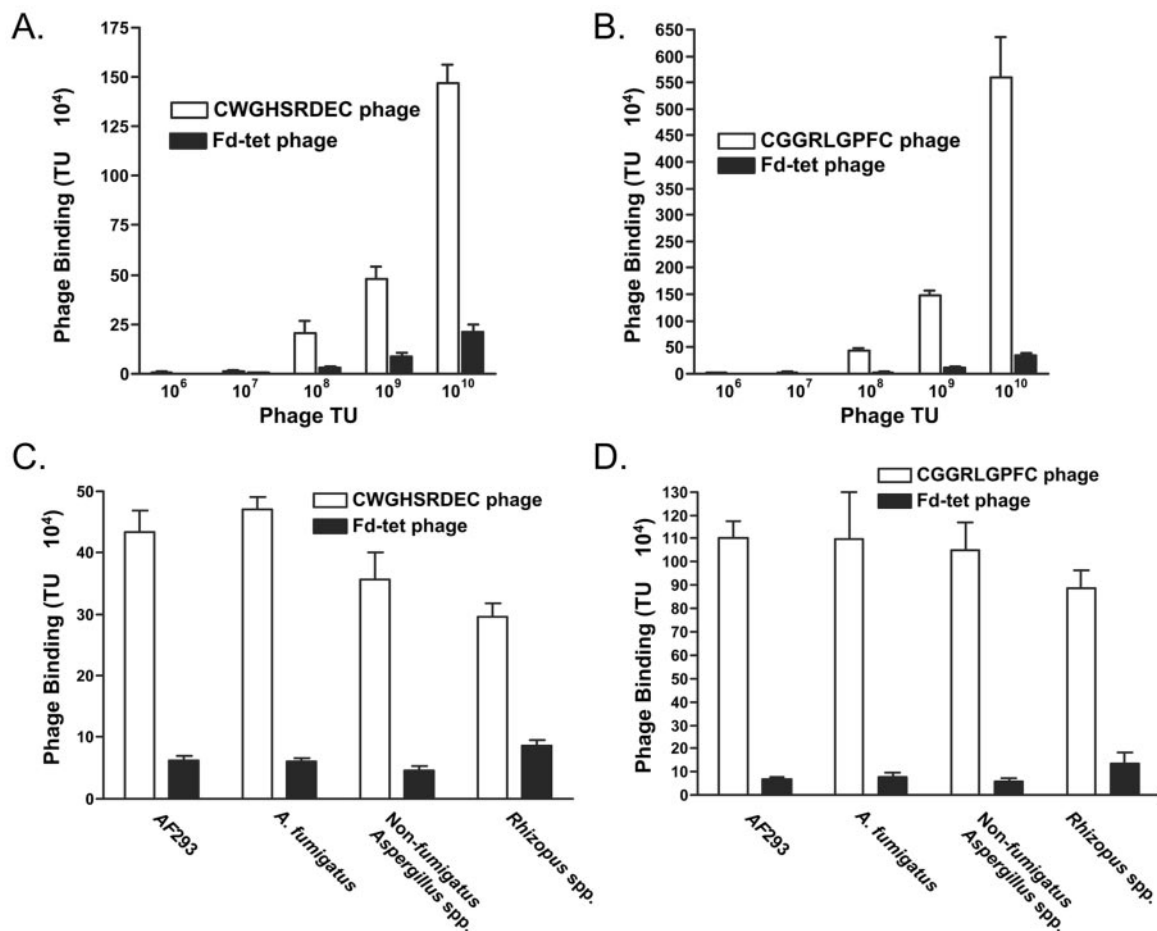 A.
Phage Binding (TU 10⁴)
175
150
125
100
75
50
25
0
CWGHSRDEC phage
Fd-tet phage
10⁶ 10⁷ 10⁸ 10⁹ 10¹⁰
Phage TU
B.
Phage Binding (TU 10⁴)
650
600
550
500
450
400
350
300
250
200
150
100
50
0
CGGRLGPFC phage
Fd-tet phage
10⁶ 10⁷ 10⁸ 10⁹ 10¹⁰
Phage TU
C.
Phage Binding (TU 10⁴)
50
40
30
20
10
0
CWGHSRDEC phage
Fd-tet phage
AF293
A. fumigatus
Non-fumigatus
Aspergillus spp.
Rhizopus spp.
D.
Phage Binding (TU 10⁴)
130
120
110
100
90
80
70
60
50
40
30
20
10
0
CGGRLGPFC phage
Fd-tet phage
AF293
A. fumigatus
Non-fumigatus
Aspergillus spp.
Rhizopus spp.